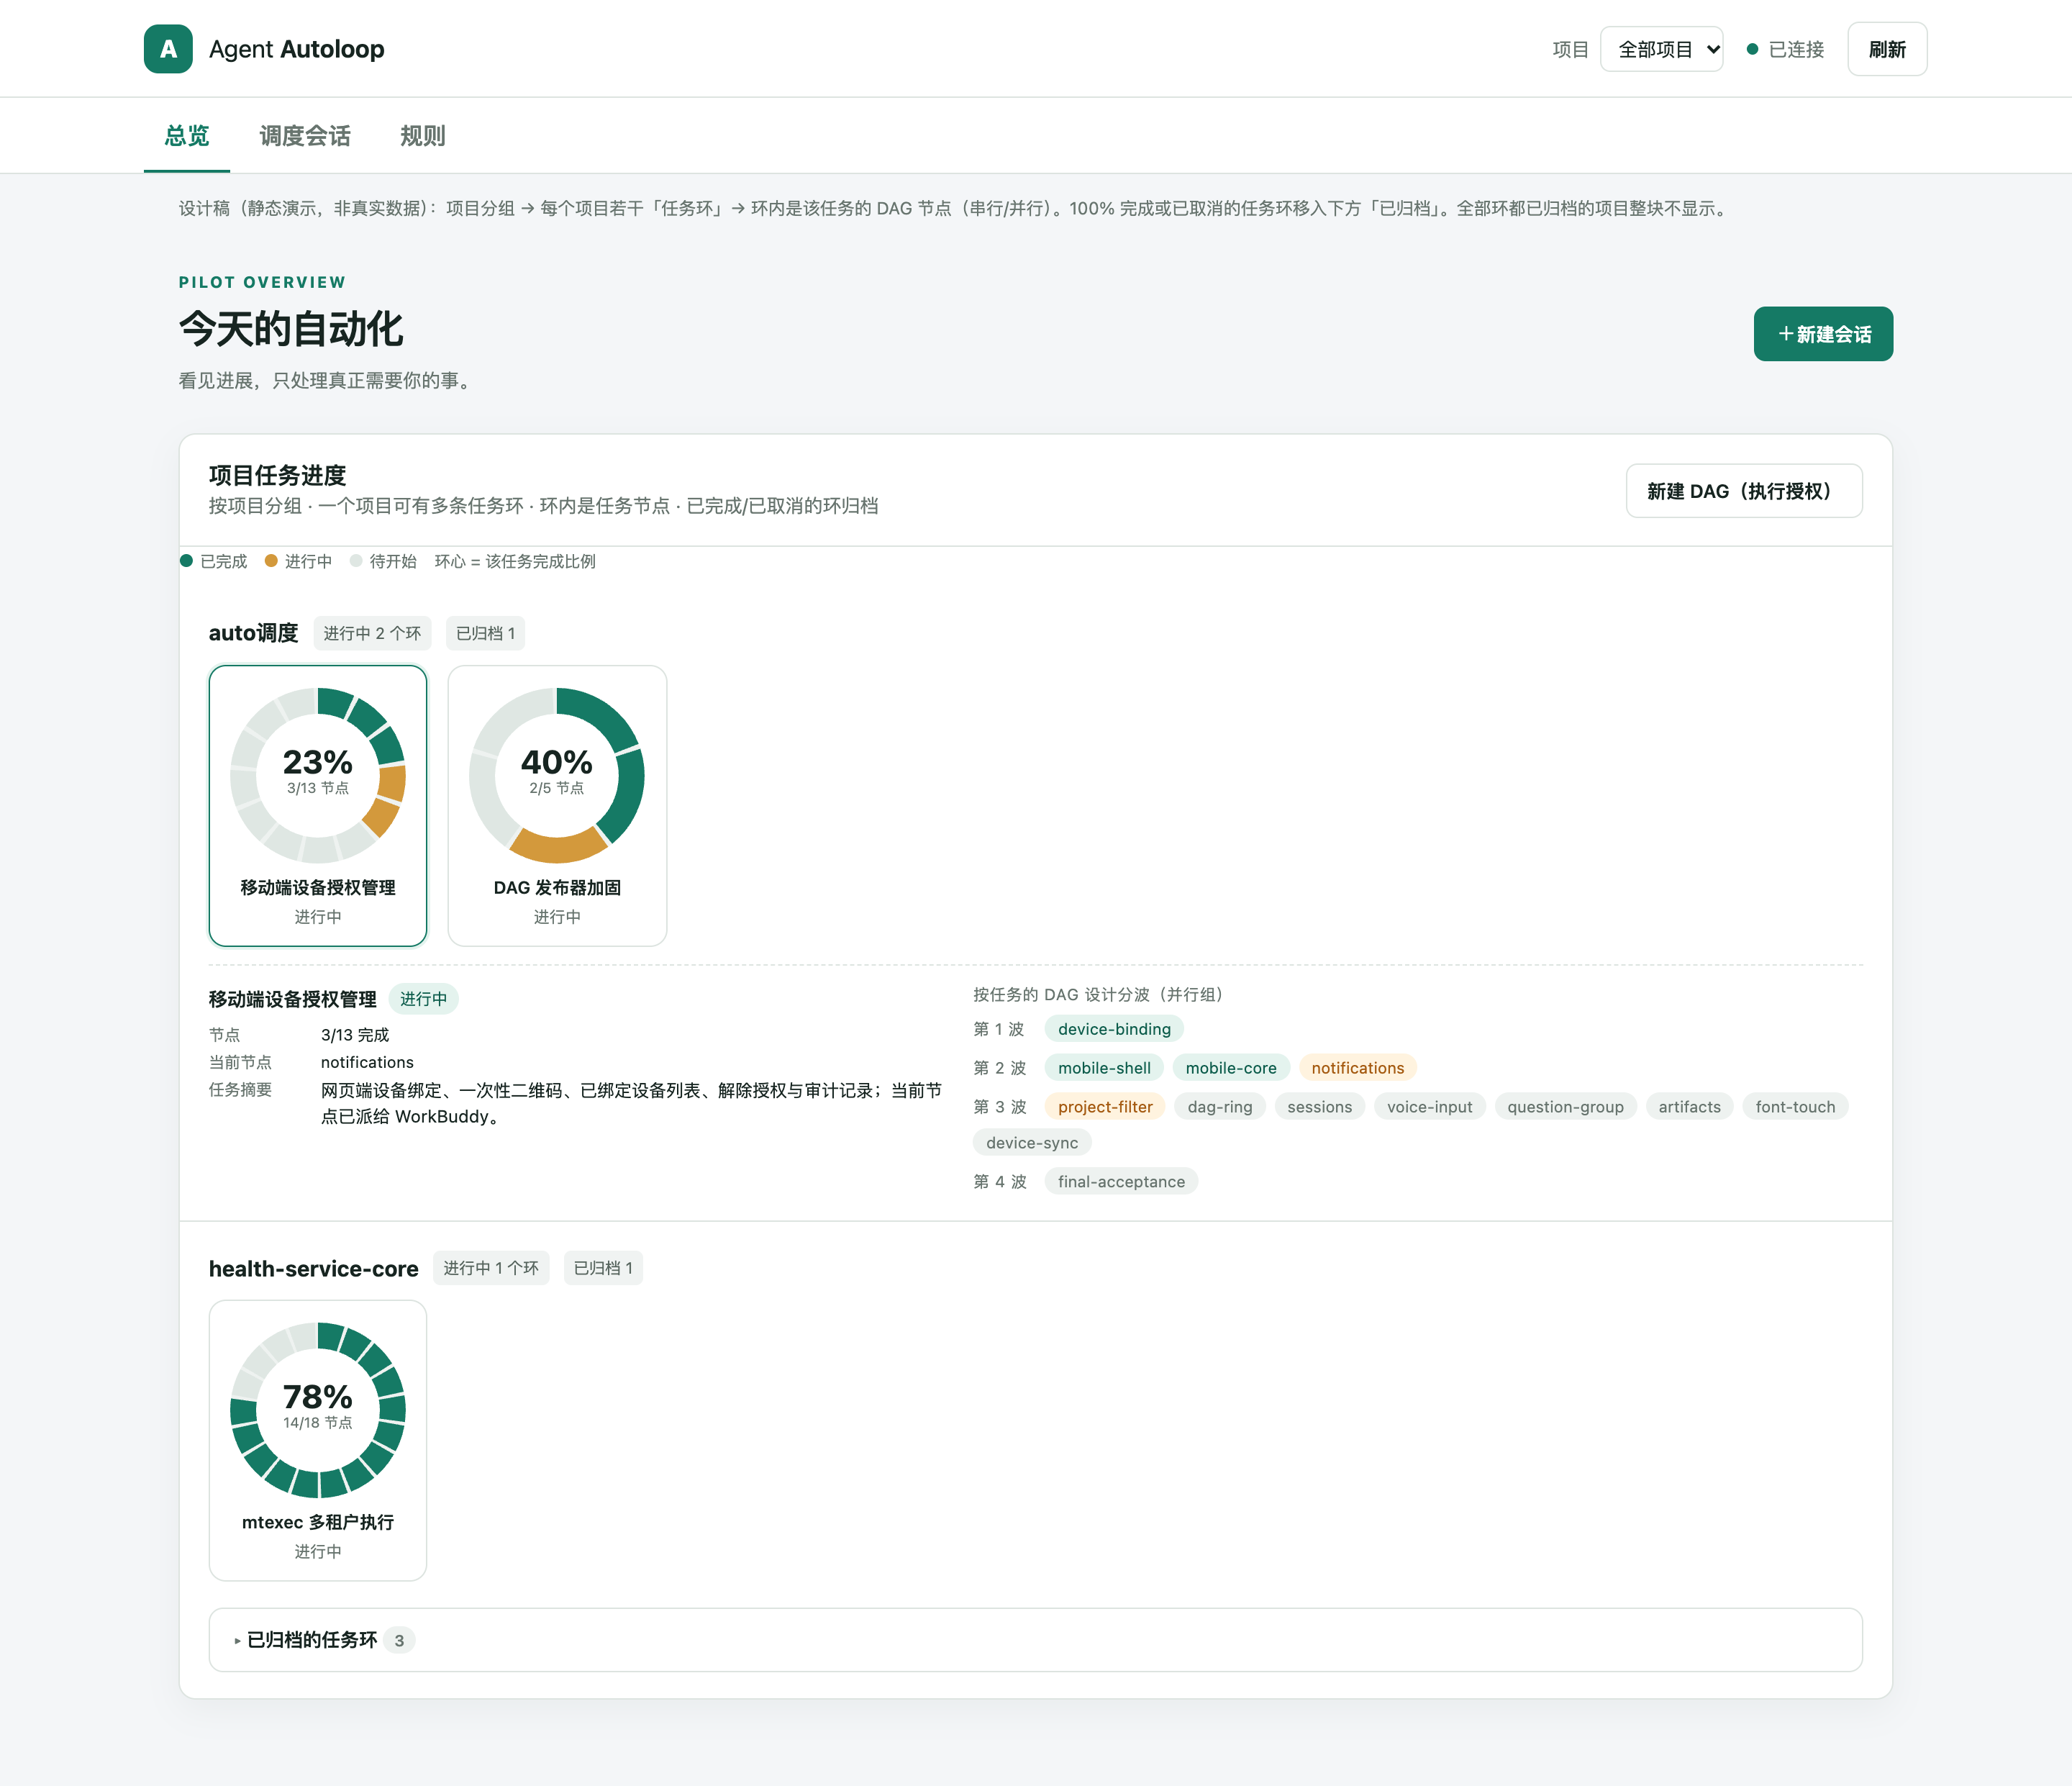 A Agent Autoloop 项目 全部项目 已连接 刷新
总览 调度会话 规则
设计稿（静态演示，非真实数据）：项目分组 → 每个项目若干「任务环」→ 环内是该任务的 DAG 节点（串行/并行）。100% 完成或已取消的任务环移入下方「已归档」。全部环都已归档的项目整块不显示。
PILOT OVERVIEW
今天的自动化
＋新建会话
看见进展，只处理真正需要你的事。
项目任务进度
按项目分组 · 一个项目可有多条任务环 · 环内是任务节点 · 已完成/已取消的环归档
新建 DAG（执行授权）
已完成 进行中 待开始 环心 = 该任务完成比例
auto调度 进行中 2 个环 已归档 1
23%
3/13 节点
移动端设备授权管理
进行中
40%
2/5 节点
DAG 发布器加固
进行中
移动端设备授权管理 进行中
节点 3/13 完成
当前节点 notifications
任务摘要 网页端设备绑定、一次性二维码、已绑定设备列表、解除授权与审计记录；当前节
点已派给 WorkBuddy。
按任务的 DAG 设计分波（并行组）
第 1 波 device-binding
第 2 波 mobile-shell mobile-core notifications
第 3 波 project-filter dag-ring sessions voice-input question-group artifacts font-touch
device-sync
第 4 波 final-acceptance
health-service-core 进行中 1 个环 已归档 1
78%
14/18 节点
mtexec 多租户执行
进行中
▸ 已归档的任务环 3